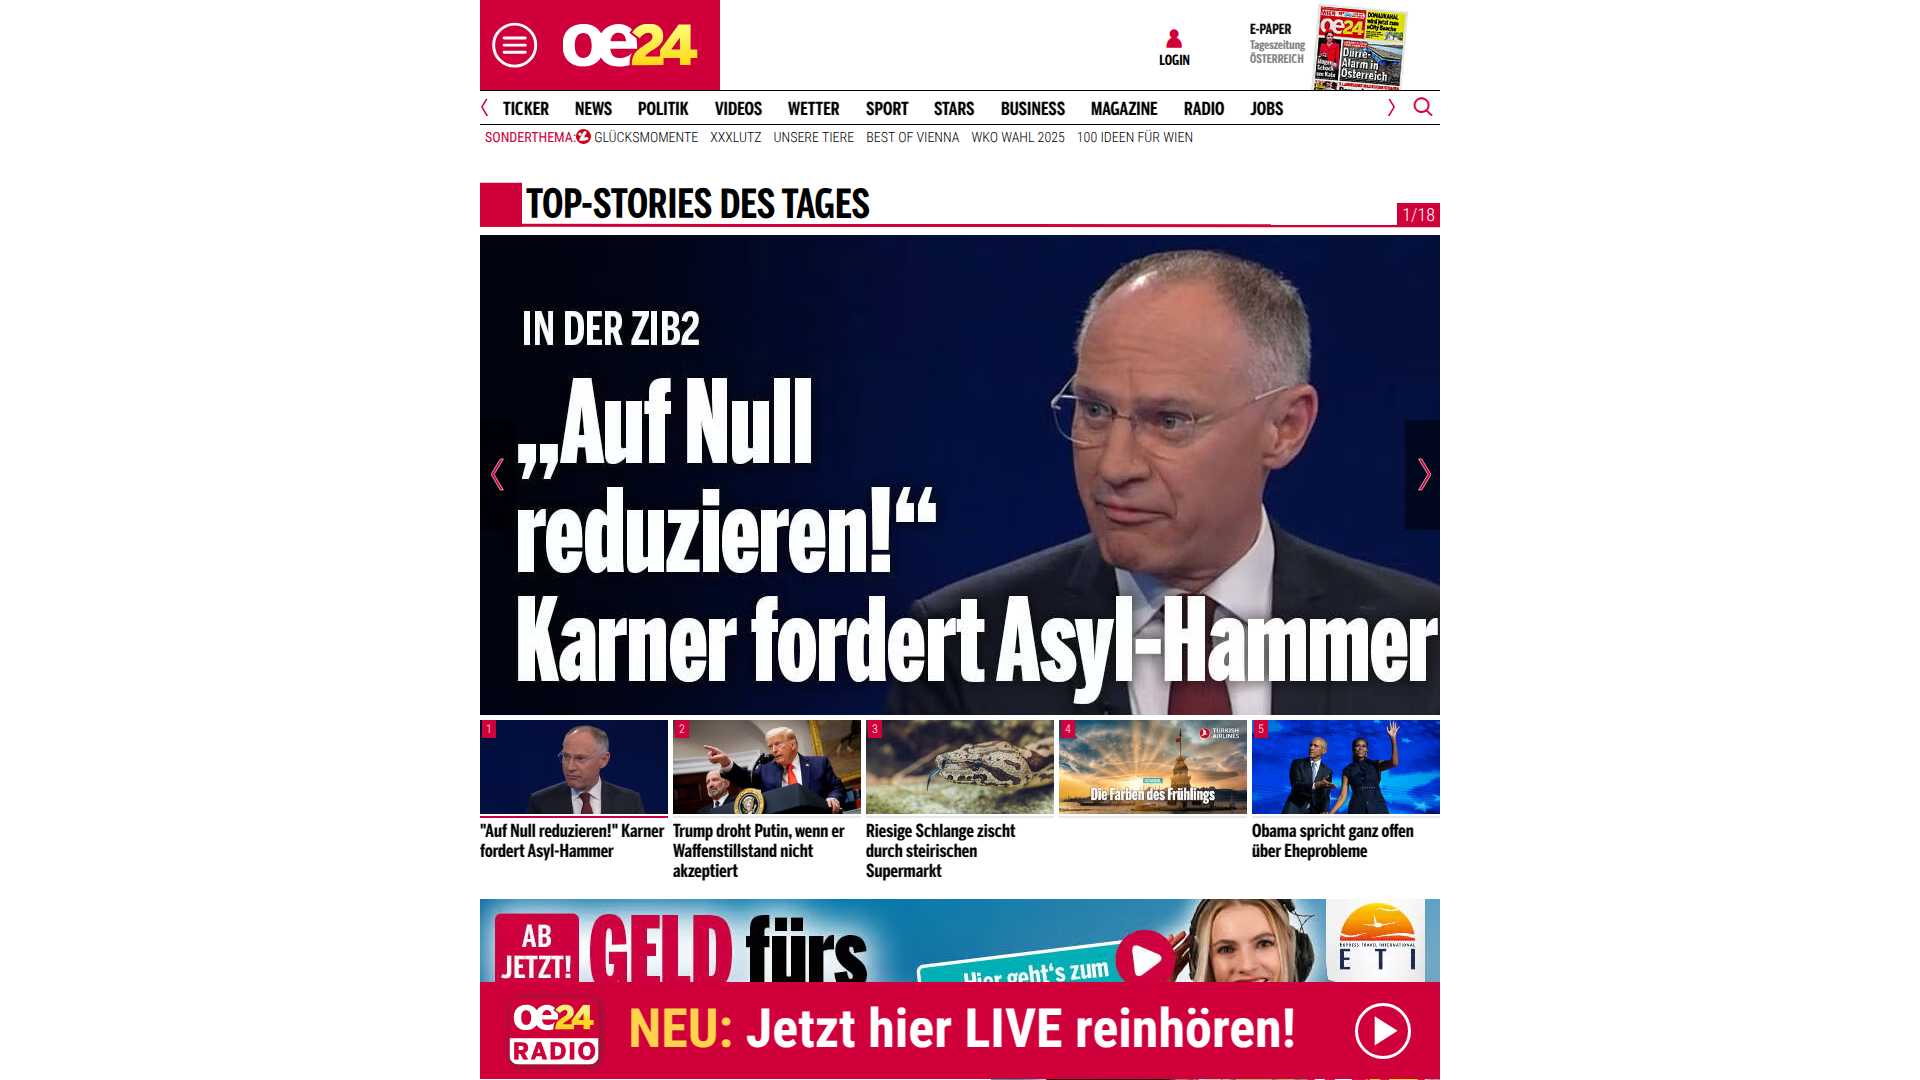 oe24
LOGIN
E-PAPER
Tageszeitung
ÖSTERREICH
oe24
Dürre-
Alarm in
Österreich
TICKER NEWS POLITIK VIDEOS WETTER SPORT STARS BUSINESS MAGAZINE RADIO JOBS
SONDERTHEMA: GLÜCKSMOMENTE XXXLUTZ UNSERE TIERE BEST OF VIENNA WKO WAHL 2025 100 IDEEN FÜR WIEN
TOP-STORIES DES TAGES
1/18
IN DER ZIB2
„Auf Null
reduzieren!“
Karner fordert Asyl-Hammer
1
2
3
4
TURKISH
AIRLINES
Die Farben des Frühlings
5
"Auf Null reduzieren!" Karner
fordert Asyl-Hammer
Trump droht Putin, wenn er
Waffenstillstand nicht
akzeptiert
Riesige Schlange zischt
durch steirischen
Supermarkt
Obama spricht ganz offen
über Eheprobleme
AB
JETZT!
GELD fürs
Hier geht's zum
EXPRESS TRAVEL INTERNATIONAL
ETI
oe24
RADIO
NEU: Jetzt hier LIVE reinhören!